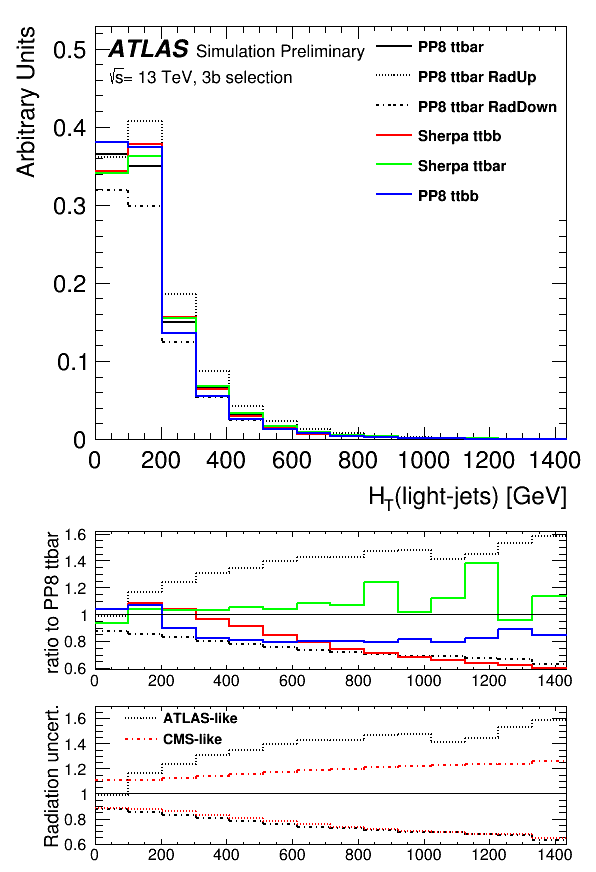 ATLAS Simulation Preliminary
√s= 13 TeV, 3b selection
PP8 ttbar
PP8 ttbar RadUp
PP8 ttbar RadDown
Sherpa ttbb
Sherpa ttbar
PP8 ttbb
Arbitrary Units
0.5
0.4
0.3
0.2
0.1
0
0 200 400 600 800 1000 1200 1400
H_T(light-jets) [GeV]
ratio to PP8 ttbar
1.6
1.4
1.2
1
0.8
0.6
0 200 400 600 800 1000 1200 1400
Radiation uncert.
ATLAS-like
CMS-like
1.6
1.4
1.2
1
0.8
0.6
0 200 400 600 800 1000 1200 1400